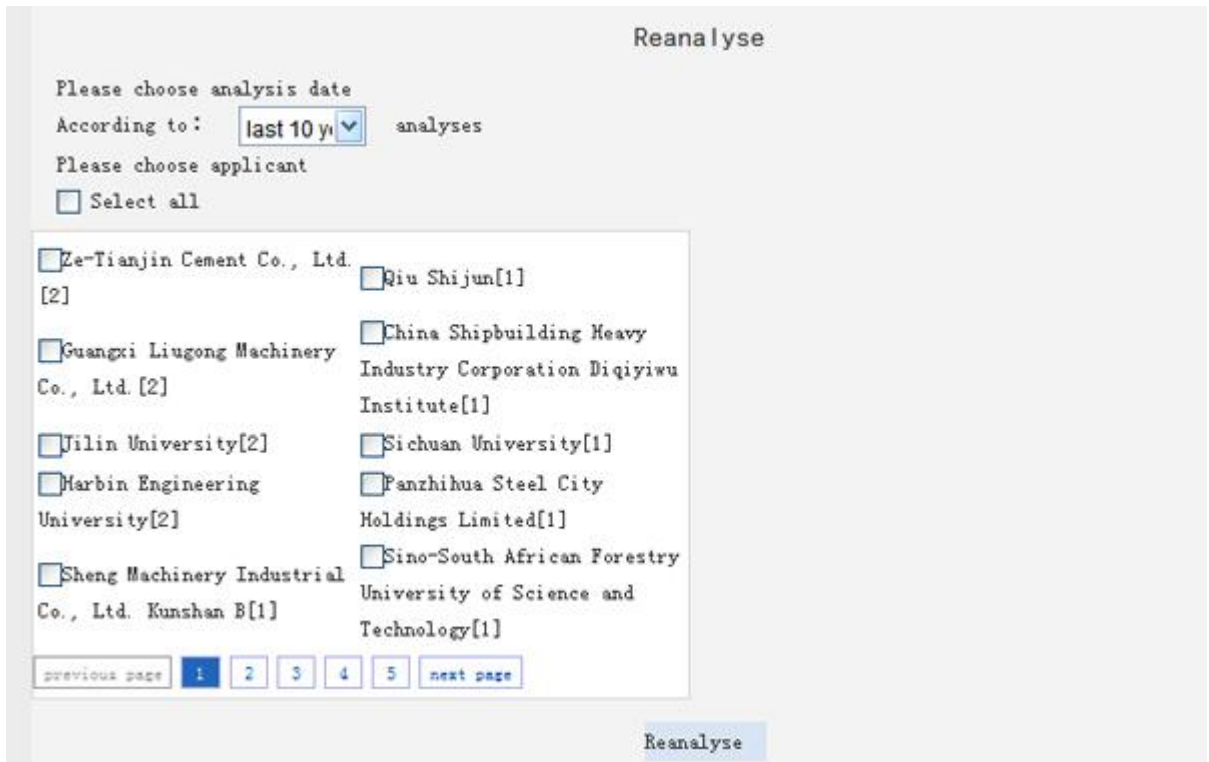 Reanalyse
Please choose analysis date
According to: last 10 y analyses
Please choose applicant
Select all
Ze-Tianjin Cement Co., Ltd.
[2]
Qiu Shijun[1]
Guangxi Liugong Machinery
Co., Ltd.[2]
China Shipbuilding Heavy
Industry Corporation Diqiyiwu
Institute[1]
Jilin University[2]
Sichuan University[1]
Harbin Engineering
University[2]
Panzhihua Steel City
Holdings Limited[1]
Sheng Machinery Industrial
Co., Ltd. Kunshan B[1]
Sino-South African Forestry
University of Science and
Technology[1]
previous page 1 2 3 4 5 next page
Reanalyse